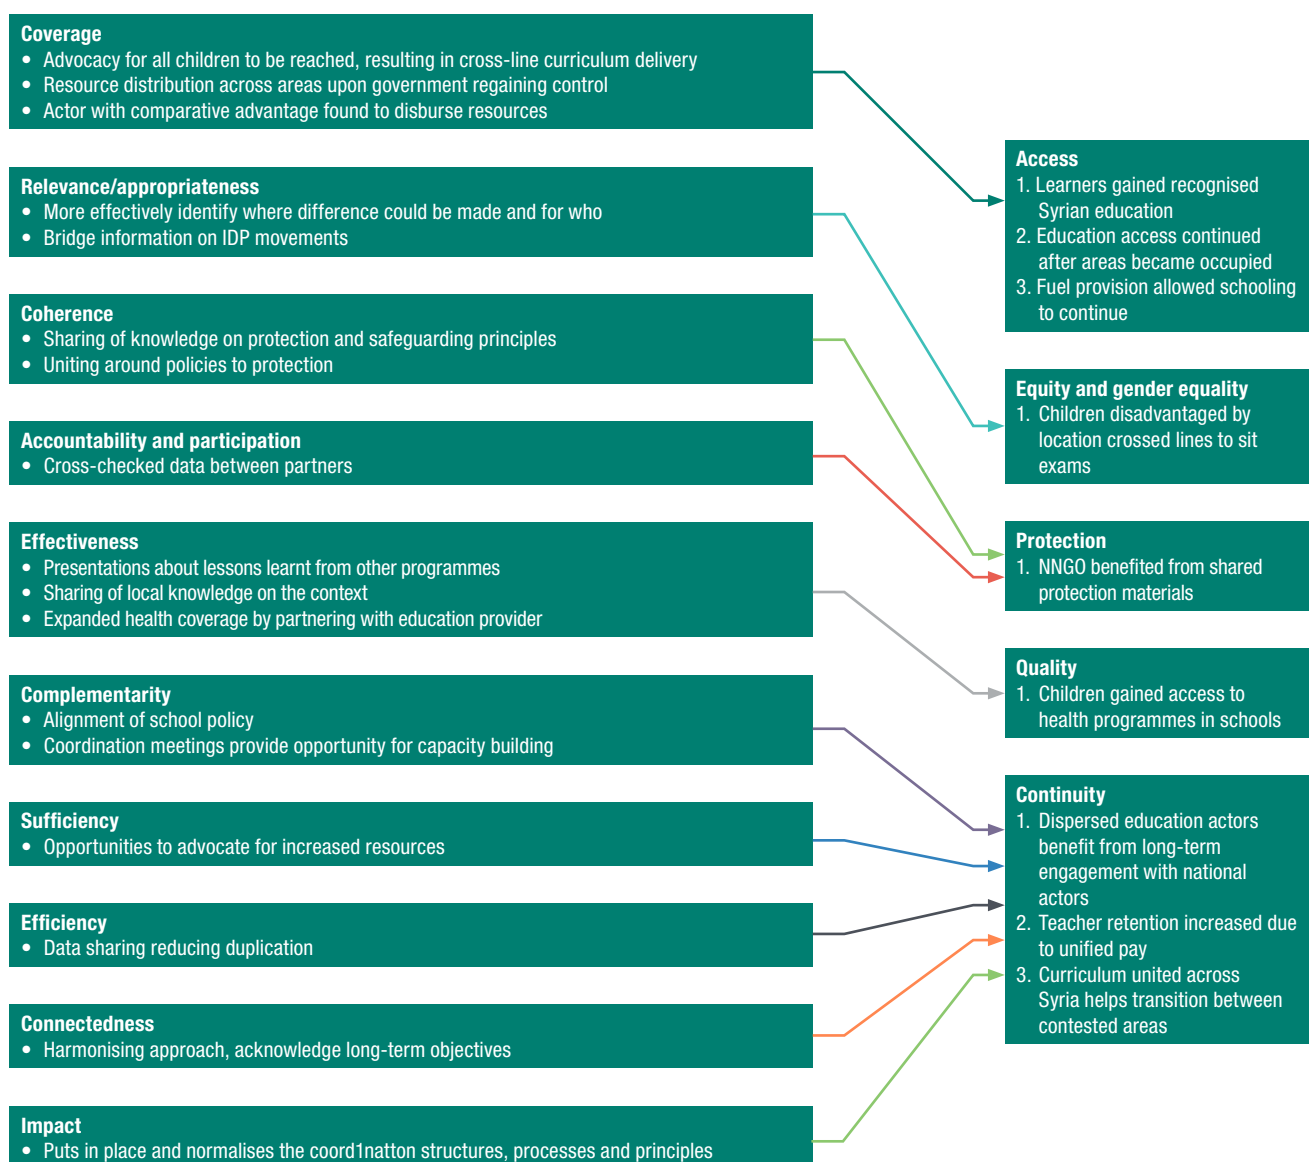 Coverage
• Advocacy for all children to be reached, resulting in cross-line curriculum delivery
• Resource distribution across areas upon government regaining control
• Actor with comparative advantage found to disburse resources
Relevance/appropriateness
• More effectively identify where difference could be made and for who
• Bridge information on IDP movements
Coherence
• Sharing of knowledge on protection and safeguarding principles
• Uniting around policies to protection
Accountability and participation
• Cross-checked data between partners
Effectiveness
• Presentations about lessons learnt from other programmes
• Sharing of local knowledge on the context
• Expanded health coverage by partnering with education provider
Complementarity
• Alignment of school policy
• Coordination meetings provide opportunity for capacity building
Sufficiency
• Opportunities to advocate for increased resources
Efficiency
• Data sharing reducing duplication
Connectedness
• Harmonising approach, acknowledge long-term objectives
Impact
• Puts in place and normalises the coord1natton structures, processes and principles
Access
1. Learners gained recognised
Syrian education
2. Education access continued
after areas became occupied
3. Fuel provision allowed schooling
to continue
Equity and gender equality
1. Children disadvantaged by
location crossed lines to sit
exams
Protection
1. NNGO benefited from shared
protection materials
Quality
1. Children gained access to
health programmes in schools
Continuity
1. Dispersed education actors
benefit from long-term
engagement with national
actors
2. Teacher retention increased due
to unified pay
3. Curriculum united across
Syria helps transition between
contested areas